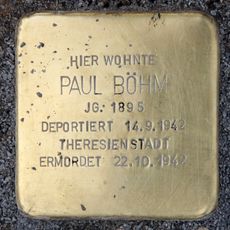 HIER WOHNTE
PAUL BÖHM
JG. 1895
DEPORTIERT 14.9.1942
THERESIENSTADT
ERMORDET 22.10.1942